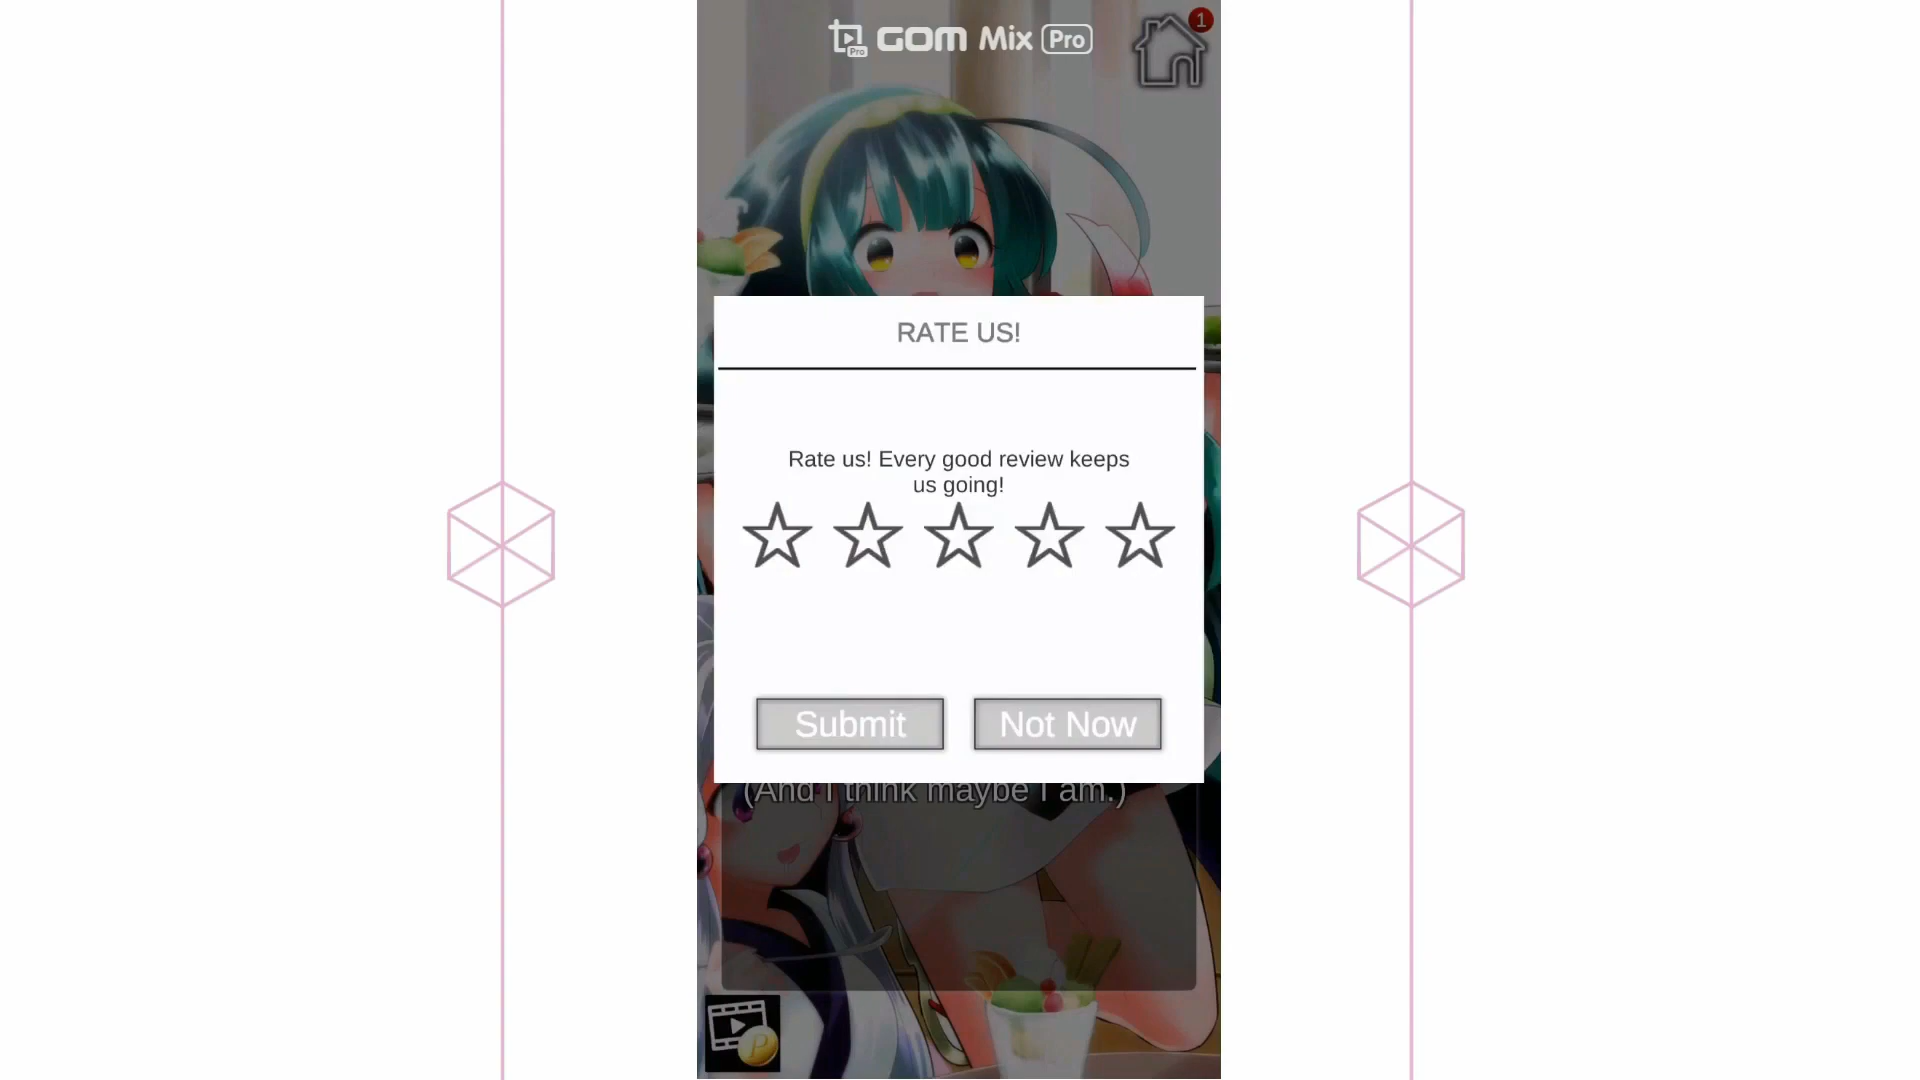 Pro GOM Mix Pro
1
RATE US!
Rate us! Every good review keeps
us going!
Submit
Not Now
(And I think maybe I am.)
P